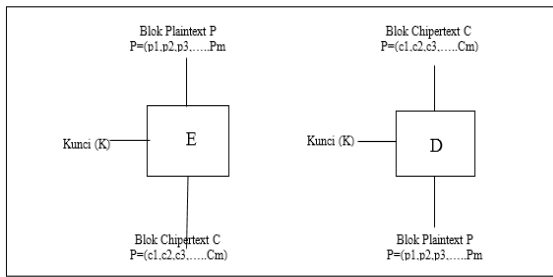 Blok Plaintext P
P=(p1,p2,p3,…..Pm
Kunci (K)
E
Blok Chipertext C
P=(c1,c2,c3,…..Cm)
Blok Chipertext C
P=(c1,c2,c3,…..Cm)
Kunci (K)
D
Blok Plaintext P
P=(p1,p2,p3,…..Pm